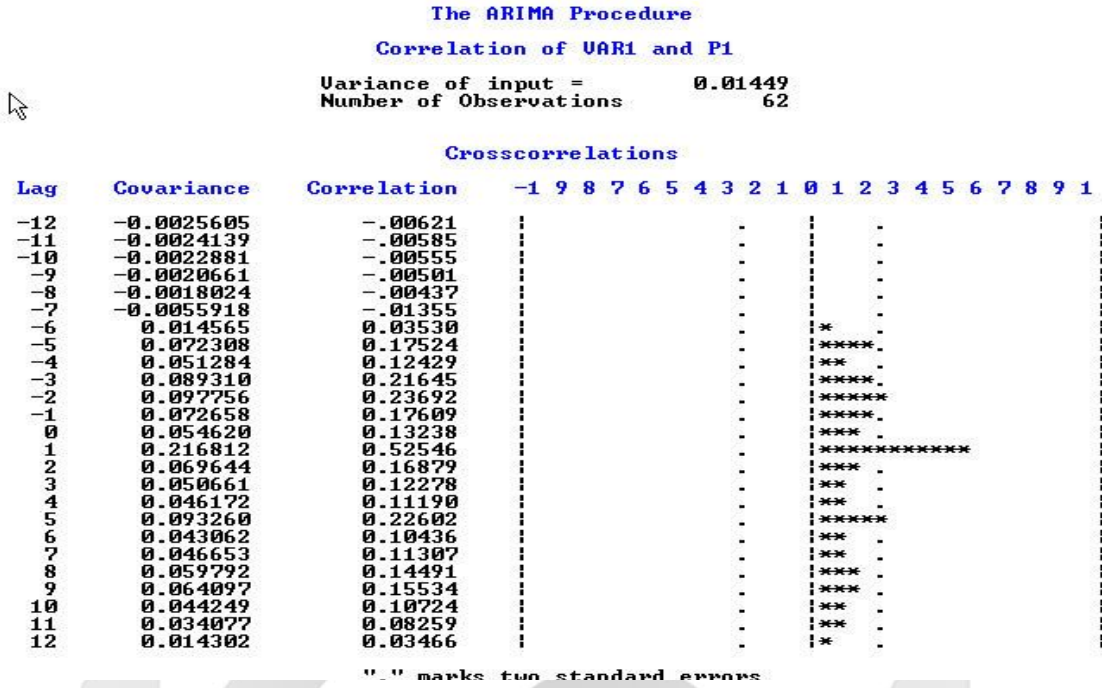 The ARIMA Procedure
Correlation of VAR1 and P1
Variance of input = 0.01449
Number of Observations 62
Crosscorrelations
Lag Covariance Correlation -1 9 8 7 6 5 4 3 2 1 0 1 2 3 4 5 6 7 8 9 1
-12 -0.0025605 -.00621 | . | . |
-11 -0.0024139 -.00585 | . | . |
-10 -0.0022881 -.00555 | . | . |
-9 -0.0020661 -.00501 | . | . |
-8 -0.0018024 -.00437 | . | . |
-7 -0.0055918 -.01355 | . | . |
-6 0.014565 0.03530 | . |* . |
-5 0.072308 0.17524 | . |****. |
-4 0.051284 0.12429 | . |** . |
-3 0.089310 0.21645 | . |****. |
-2 0.097756 0.23692 | . |***** |
-1 0.072658 0.17609 | . |****. |
0 0.054620 0.13238 | . |*** . |
1 0.216812 0.52546 | . |*********** |
2 0.069644 0.16879 | . |*** . |
3 0.050661 0.12278 | . |** . |
4 0.046172 0.11190 | . |** . |
5 0.093260 0.22602 | . |***** |
6 0.043062 0.10436 | . |** . |
7 0.046653 0.11307 | . |** . |
8 0.059792 0.14491 | . |*** . |
9 0.064097 0.15534 | . |*** . |
10 0.044249 0.10724 | . |** . |
11 0.034077 0.08259 | . |** . |
12 0.014302 0.03466 | . |* . |
"." marks two standard errors